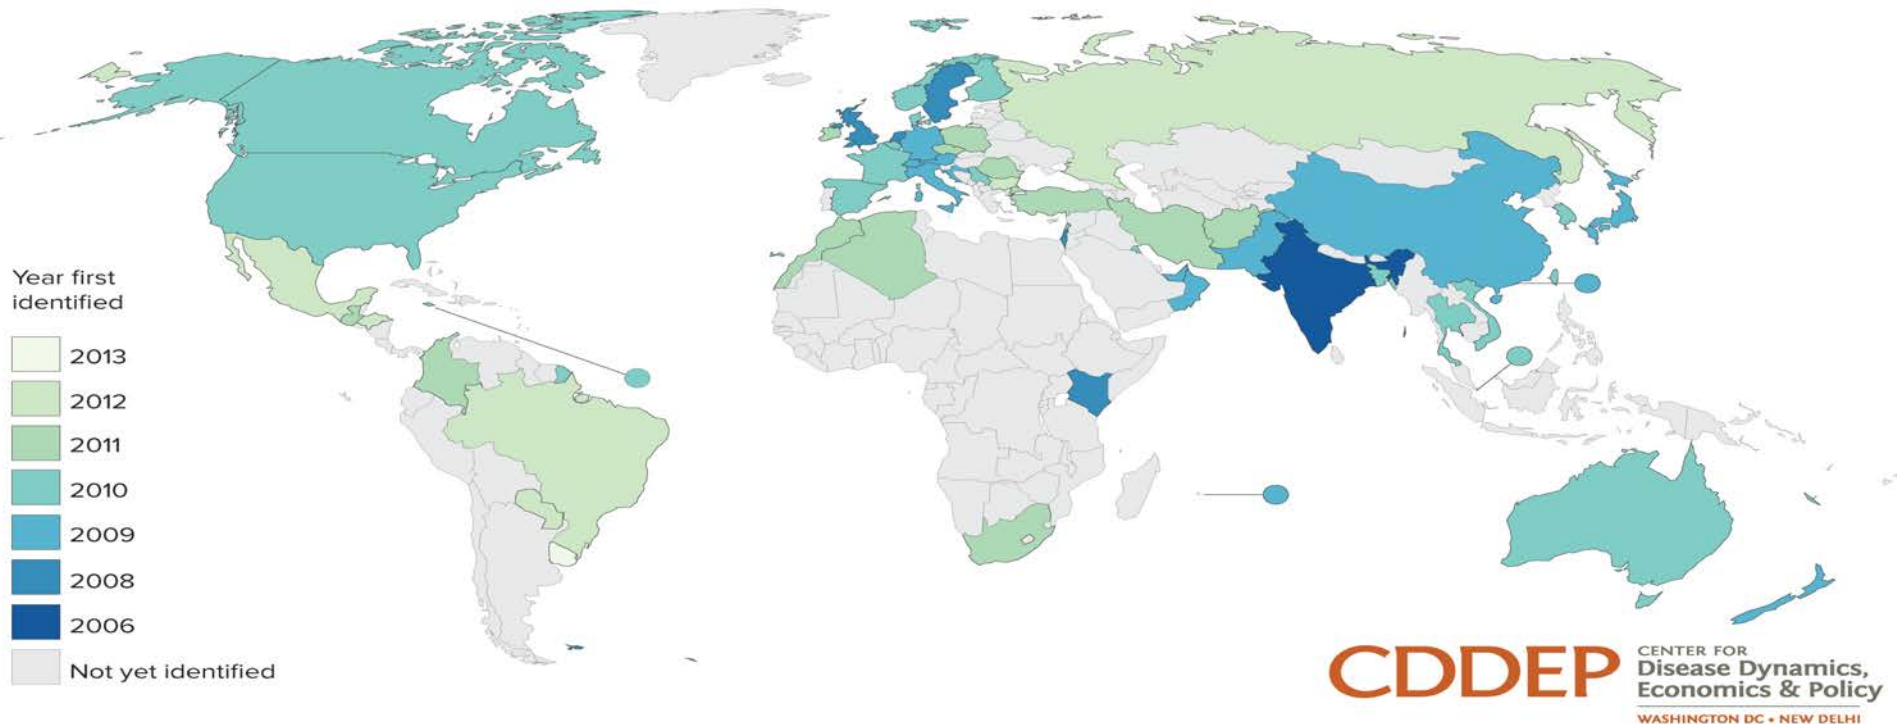 Year first
identified
2013
2012
2011
2010
2009
2008
2006
Not yet identified
CDDEP
CENTER FOR
Disease Dynamics,
Economics & Policy
WASHINGTON DC • NEW DELHI